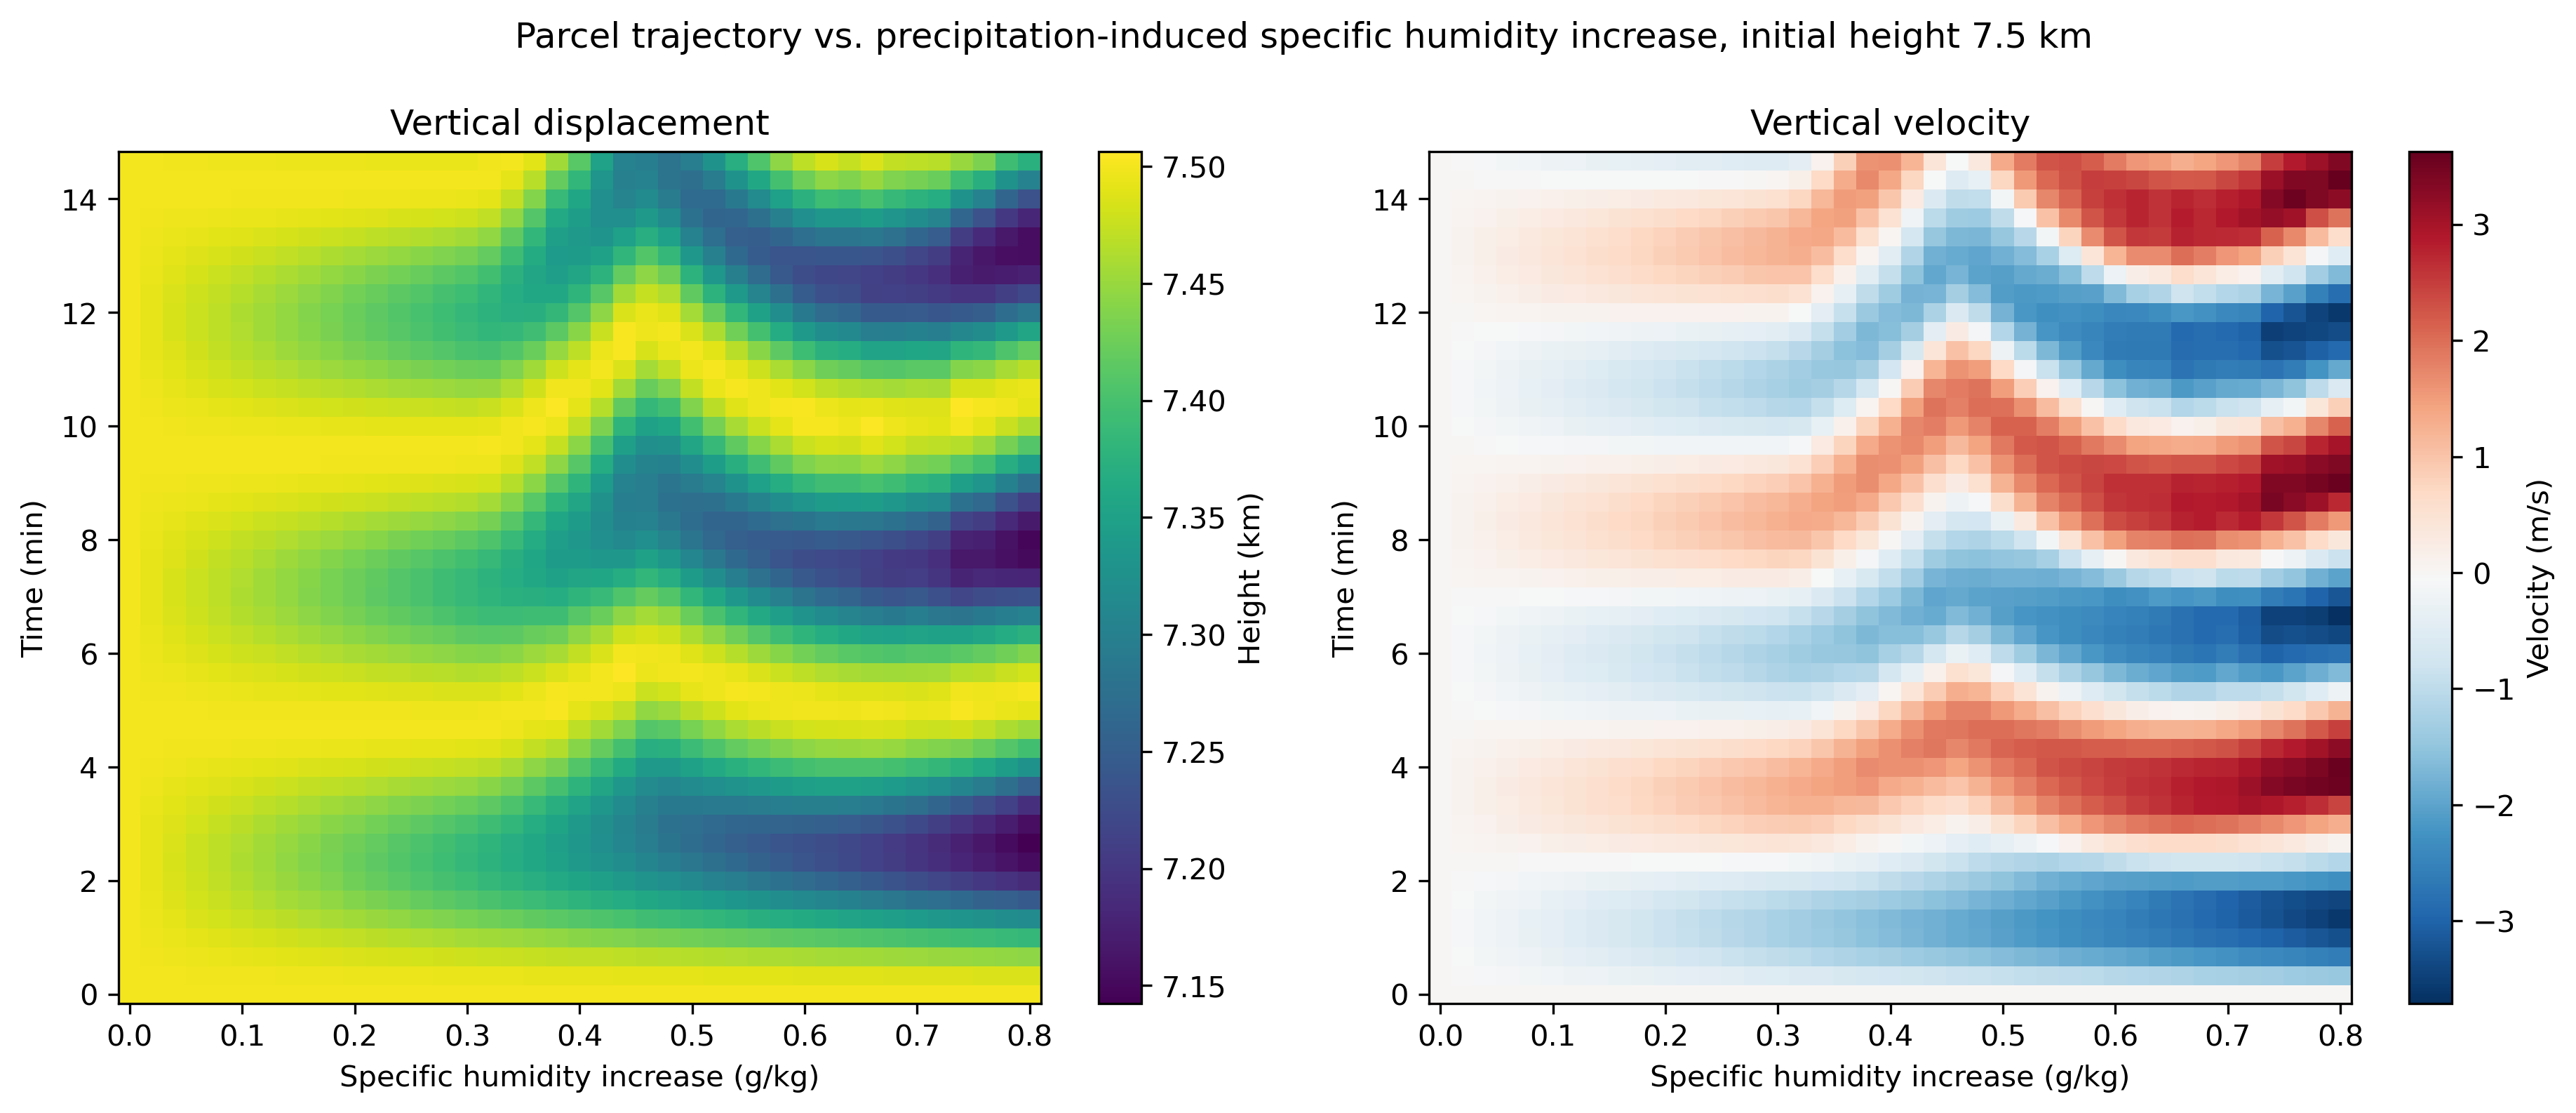 Parcel trajectory vs. precipitation-induced specific humidity increase, initial height 7.5 km
Vertical displacement
14
12
10
8
6
4
2
0
Time (min)
0.0 0.1 0.2 0.3 0.4 0.5 0.6 0.7 0.8
Specific humidity increase (g/kg)
7.50
7.45
7.40
7.35
7.30
7.25
7.20
7.15
Height (km)
Vertical velocity
14
12
10
8
6
4
2
0
Time (min)
0.0 0.1 0.2 0.3 0.4 0.5 0.6 0.7 0.8
Specific humidity increase (g/kg)
3
2
1
0
−1
−2
−3
Velocity (m/s)